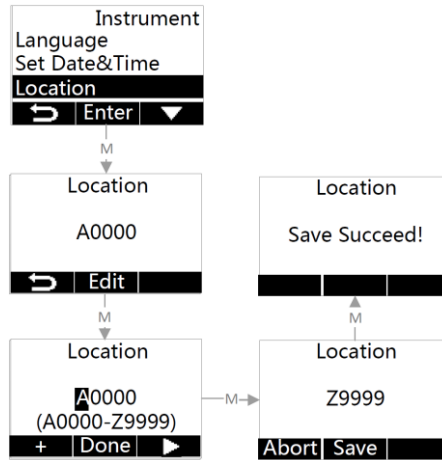 Instrument
Language
Set Date&Time
Location
Enter
M
Location
A0000
Edit
M
Location
A0000
(A0000-Z9999)
+ Done
M
Location
Z9999
Abort Save
M
Location
Save Succeed!